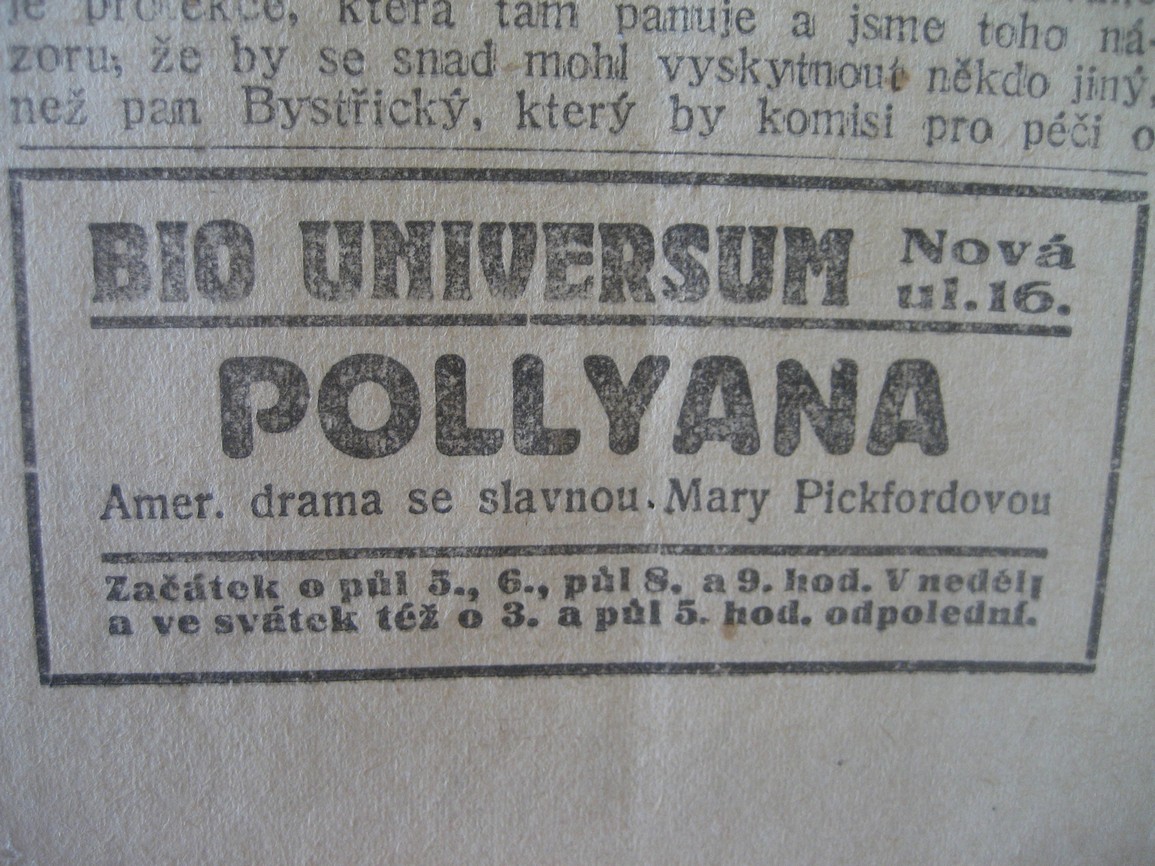 je protekce, která tam panuje a jsme toho ná-
zoru, že by se snad mohl vyskytnout někdo jiný,
než pan Bystřický, který by komisi pro péči o
BIO UNIVERSUM Nová
ul. 16.
POLLYANA
Amer. drama se slavnou Mary Pickfordovou
Začátek o půl 5., 6., půl 8. a 9. hod. V neděli
a ve svátek též o 3. a půl 5. hod. odpolední.